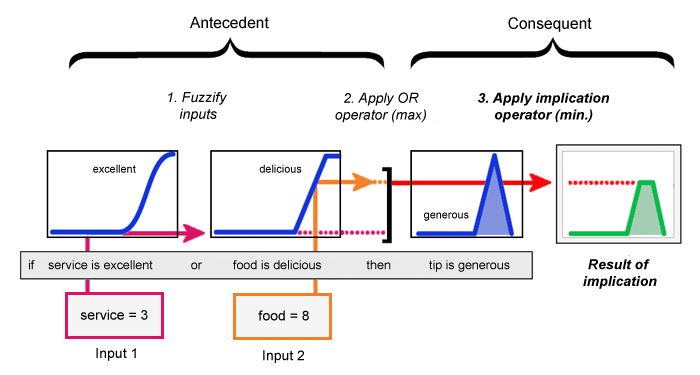 Antecedent
Consequent
1. Fuzzify
inputs
2. Apply OR
operator (max)
3. Apply implication
operator (min.)
excellent
delicious
generous
if service is excellent or food is delicious then tip is generous
Result of
implication
service = 3
food = 8
Input 1
Input 2